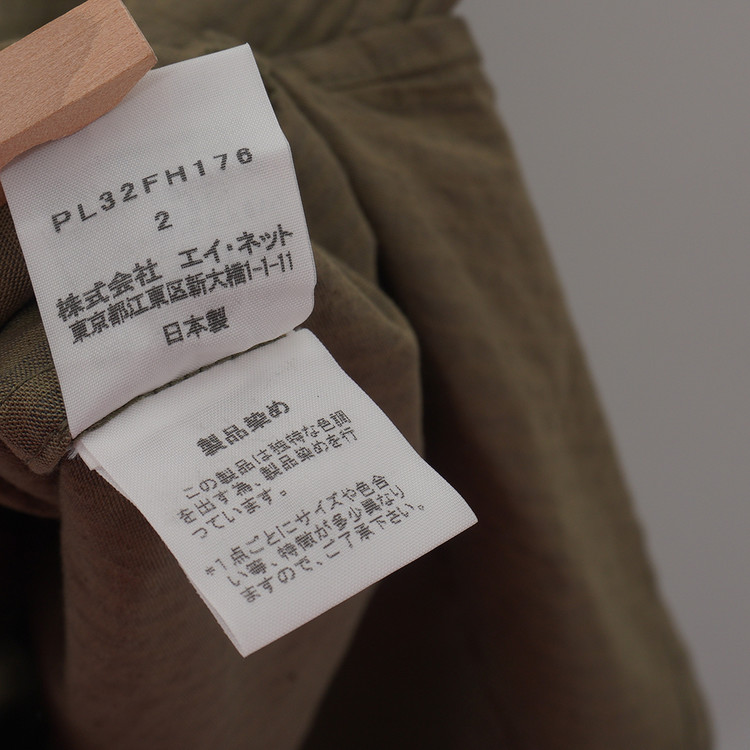 PL32FH176
2
株式会社 エイ・ネット
東京都江東区新大橋1-1-11
日本製
製品染め
この製品は独特な色調
を出す為、製品染めを行
っています。
*1点ごとにサイズや色合
い等、特徴が多少異なり
ますので、ご了承下さい。